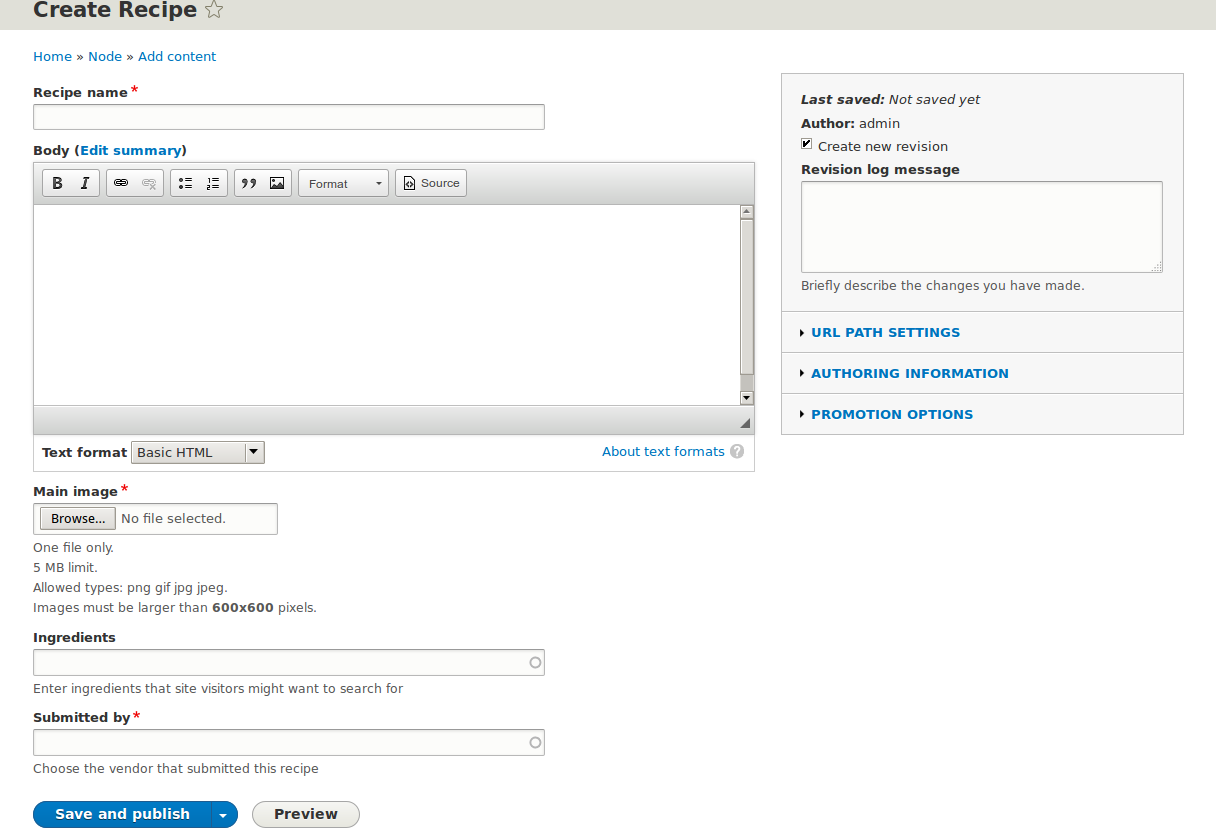 Create Recipe
Home » Node » Add content
Recipe name *
Body (Edit summary)
B I Format Source
Text format Basic HTML About text formats ?
Main image *
Browse... No file selected.
One file only.
5 MB limit.
Allowed types: png gif jpg jpeg.
Images must be larger than 600x600 pixels.
Ingredients
Enter ingredients that site visitors might want to search for
Submitted by *
Choose the vendor that submitted this recipe
Save and publish Preview
Last saved: Not saved yet
Author: admin
Create new revision
Revision log message
Briefly describe the changes you have made.
URL PATH SETTINGS
AUTHORING INFORMATION
PROMOTION OPTIONS